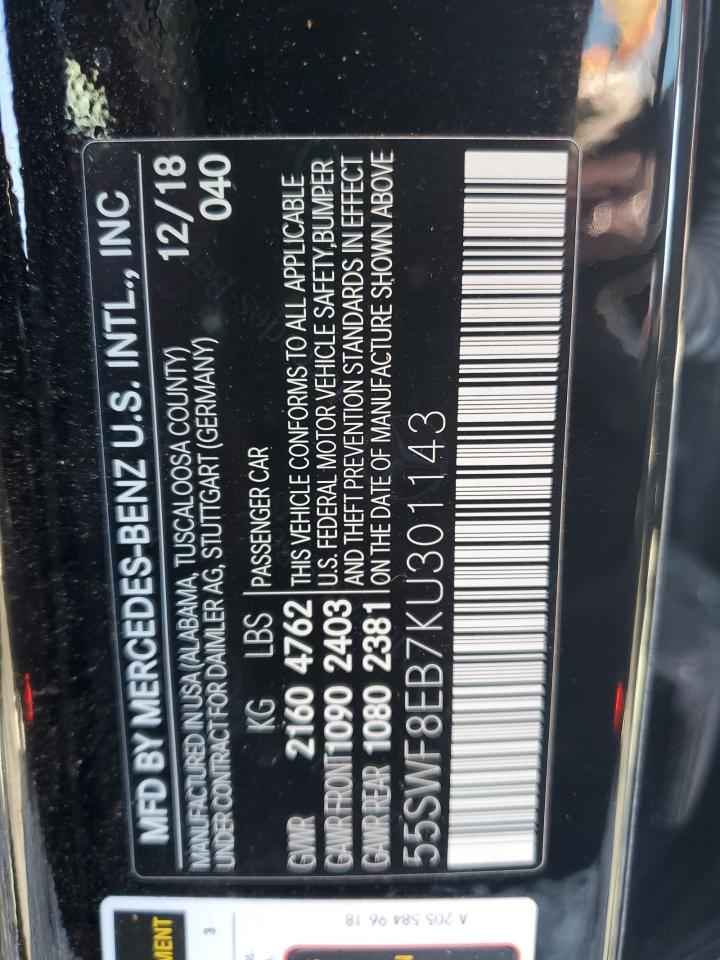 MFD BY MERCEDES-BENZ U.S. INTL., INC
MANUFACTURED IN USA (ALABAMA, TUSCALOOSA COUNTY) 12/18
UNDER CONTRACT FOR DAIMLER AG, STUTTGART (GERMANY) 040
KG LBS PASSENGER CAR
GVWR 2160 4762 THIS VEHICLE CONFORMS TO ALL APPLICABLE
GAWR FRONT 1090 2403 U.S. FEDERAL MOTOR VEHICLE SAFETY,BUMPER
AND THEFT PREVENTION STANDARDS IN EFFECT
GAWR REAR 1080 2381 ON THE DATE OF MANUFACTURE SHOWN ABOVE
55SWF8EB7KU301143
A 205 584 96 18
3
MENT